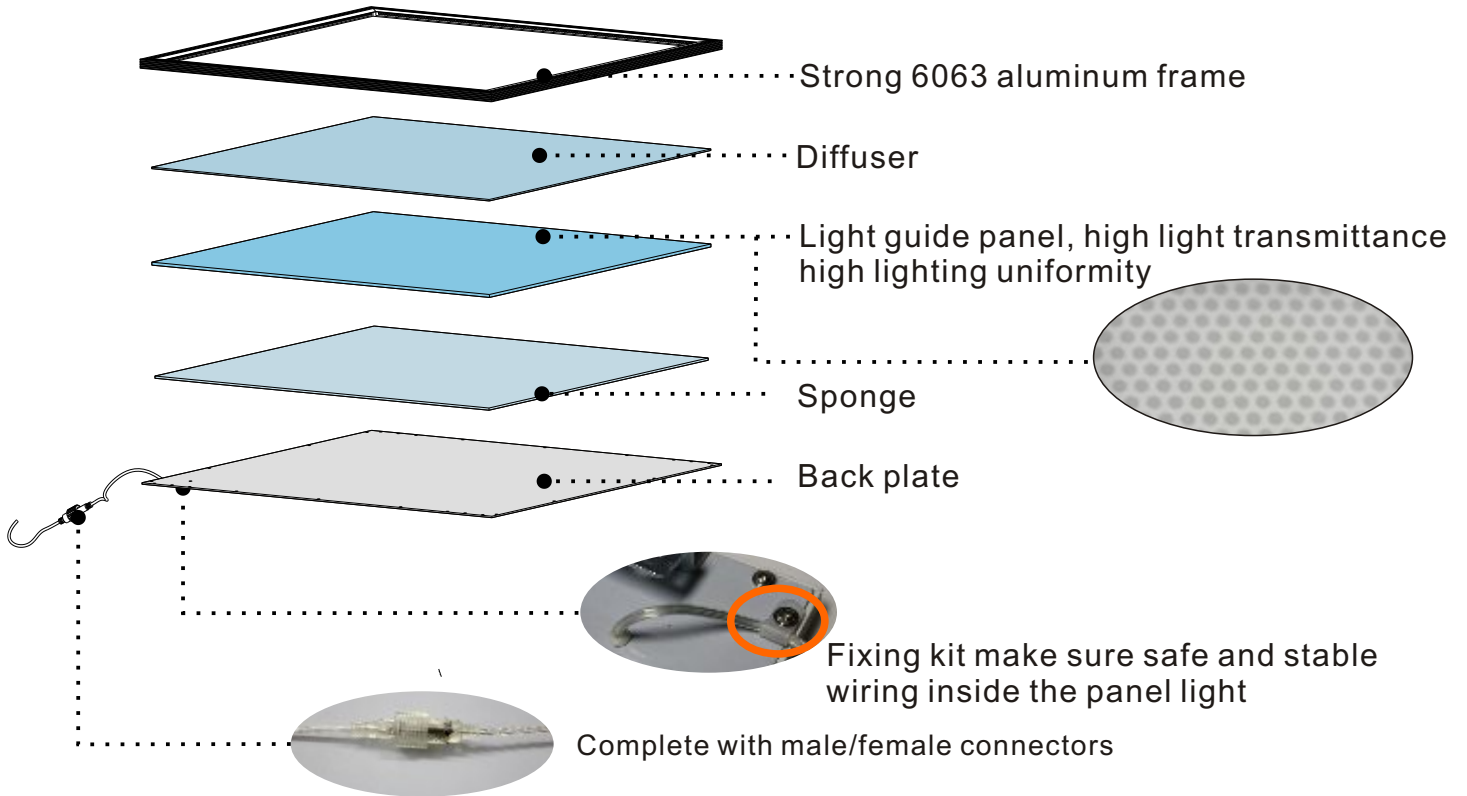 Strong 6063 aluminum frame
Diffuser
Light guide panel, high light transmittance
high lighting uniformity
Sponge
Back plate
Fixing kit make sure safe and stable
wiring inside the panel light
Complete with male/female connectors